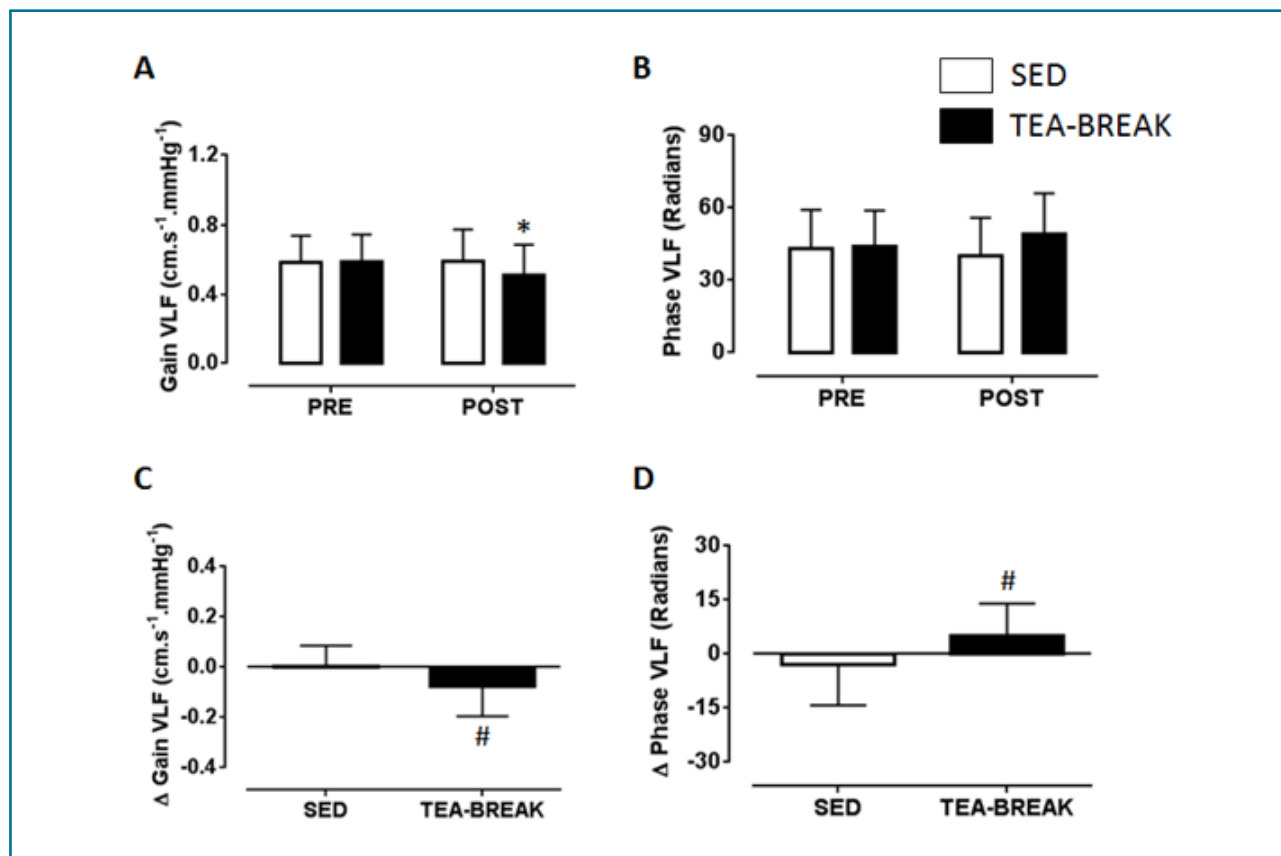 A
Gain VLF (cm.s⁻¹.mmHg⁻¹)
1.2
0.8
0.4
0.0
*
PRE
POST
B
SED
TEA-BREAK
Phase VLF (Radians)
90
60
30
0
PRE
POST
C
Δ Gain VLF (cm.s⁻¹.mmHg⁻¹)
0.4
0.2
0.0
-0.2
-0.4
#
SED
TEA-BREAK
D
Δ Phase VLF (Radians)
30
15
0
-15
-30
#
SED
TEA-BREAK